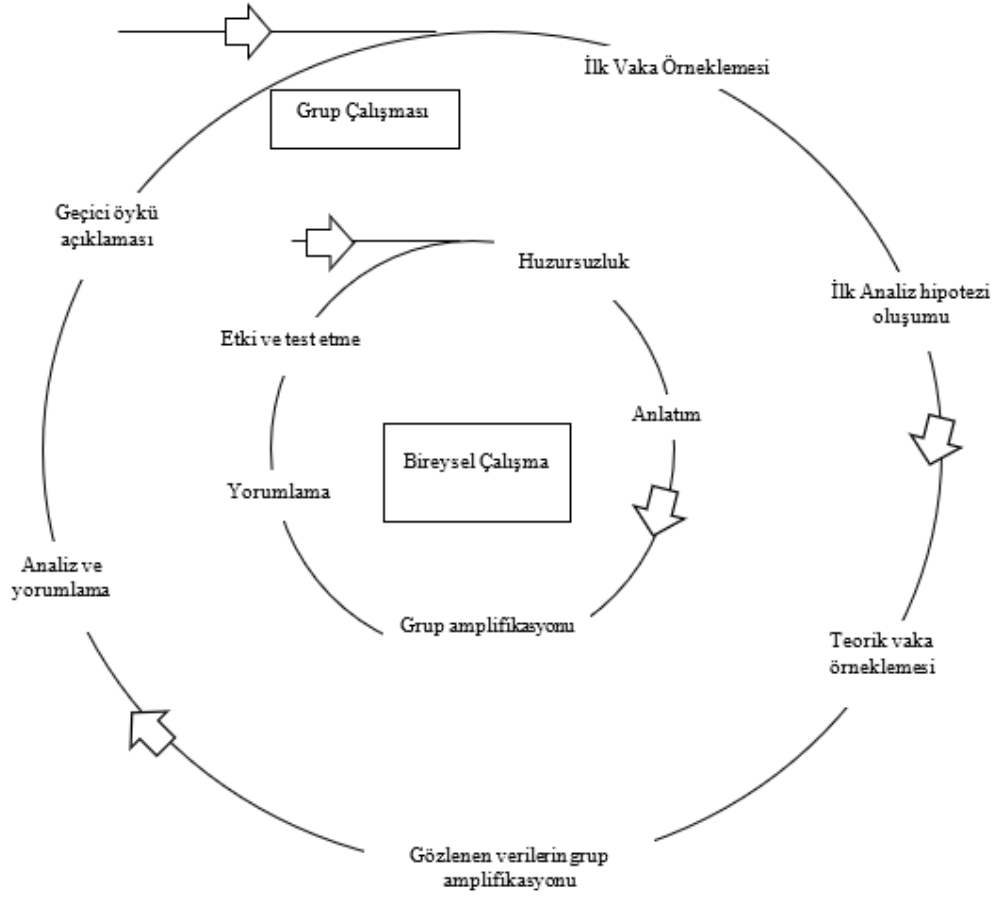 İlk Vaka Örneklemesi
Grup Çalışması
Geçici öykü
açıklaması
Huzursuzluk
İlk Analiz hipotezi
oluşumu
Etki ve test etme
Anlatım
Bireysel Çalışma
Yorumlama
Analiz ve
yorumlama
Grup amplifikasyonu
Teorik vaka
örneklemesi
Gözlenen verilerin grup
amplifikasyonu